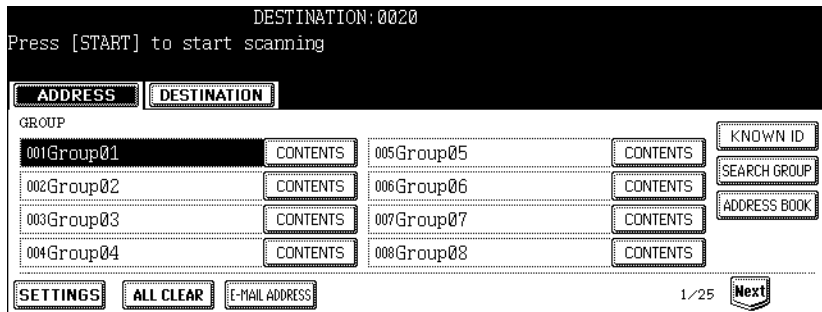 DESTINATION:0020
Press [START] to start scanning
ADDRESS DESTINATION
GROUP
001Group01 CONTENTS 005Group05 CONTENTS KNOWN ID
002Group02 CONTENTS 006Group06 CONTENTS SEARCH GROUP
003Group03 CONTENTS 007Group07 CONTENTS ADDRESS BOOK
004Group04 CONTENTS 008Group08 CONTENTS
SETTINGS ALL CLEAR E-MAIL ADDRESS 1/25 Next